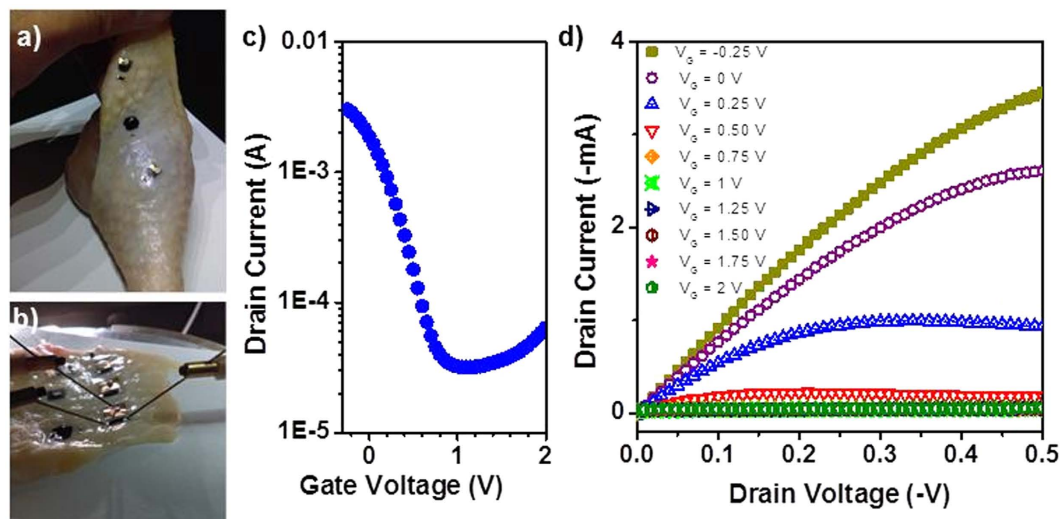 a)
b)
c)
0.01
1E-3
1E-4
1E-5
Drain Current (A)
0
1
2
Gate Voltage (V)
d)
4
2
0
Drain Current (-mA)
V_G = -0.25 V
V_G = 0 V
V_G = 0.25 V
V_G = 0.50 V
V_G = 0.75 V
V_G = 1 V
V_G = 1.25 V
V_G = 1.50 V
V_G = 1.75 V
V_G = 2 V
0.0 0.1 0.2 0.3 0.4 0.5
Drain Voltage (-V)